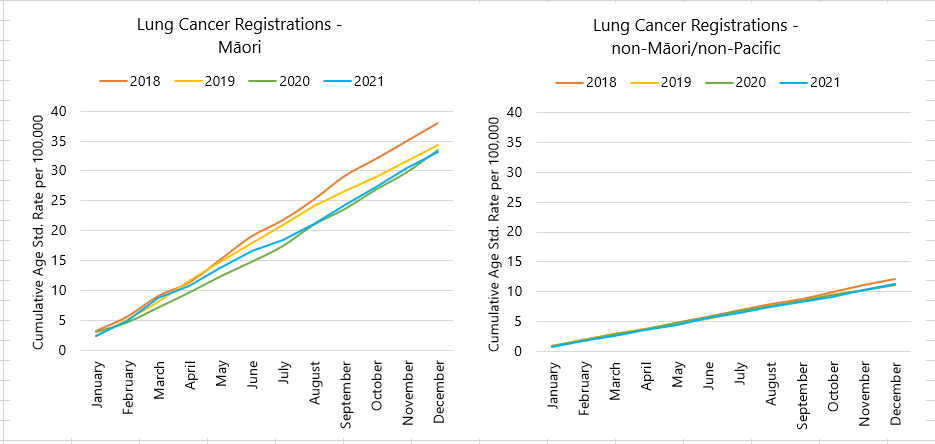 Lung Cancer Registrations -
Māori
2018 2019 2020 2021
Cumulative Age Std. Rate per 100,000
40
35
30
25
20
15
10
5
0
January February March April May June July August September October November December
Lung Cancer Registrations -
non-Māori/non-Pacific
2018 2019 2020 2021
Cumulative Age Std. Rate per 100,000
40
35
30
25
20
15
10
5
0
January February March April May June July August September October November December